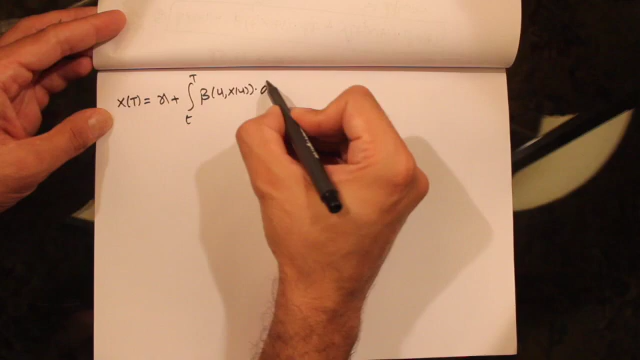 X(T) = x + ∫ₜᵀ β(u, X(u)) · d